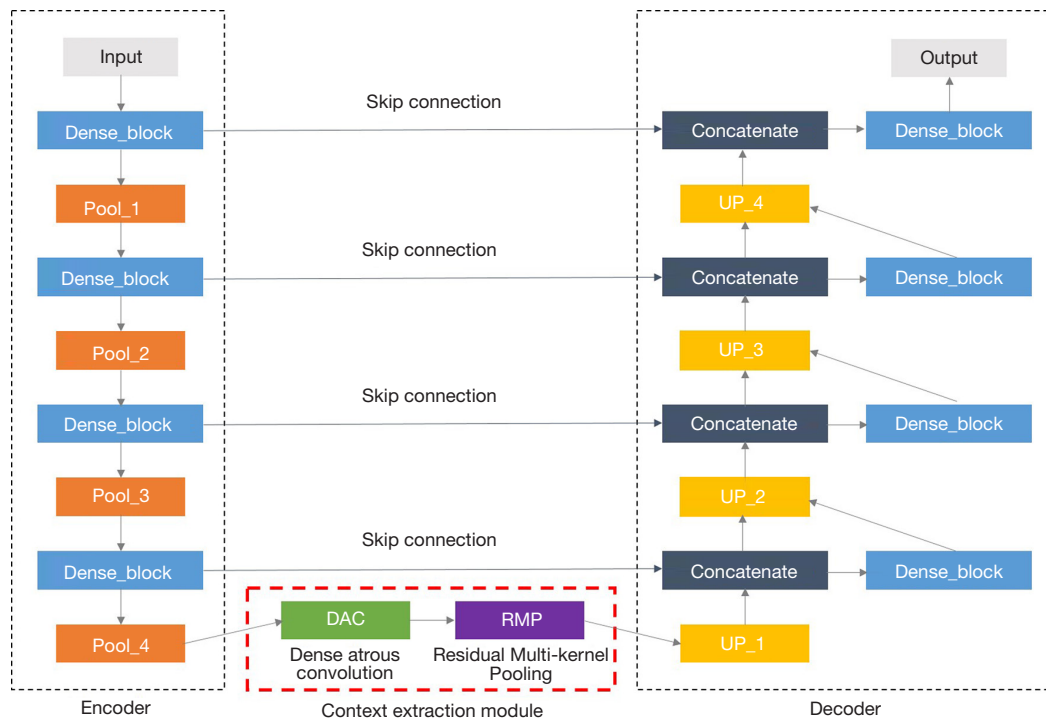 Input
Output
Skip connection
Dense_block
Concatenate
Dense_block
Pool_1
UP_4
Skip connection
Dense_block
Concatenate
Dense_block
Pool_2
UP_3
Skip connection
Dense_block
Concatenate
Dense_block
Pool_3
UP_2
Skip connection
Dense_block
Concatenate
Dense_block
Pool_4
DAC
RMP
UP_1
Dense atrous
convolution
Residual Multi-kernel
Pooling
Encoder
Context extraction module
Decoder